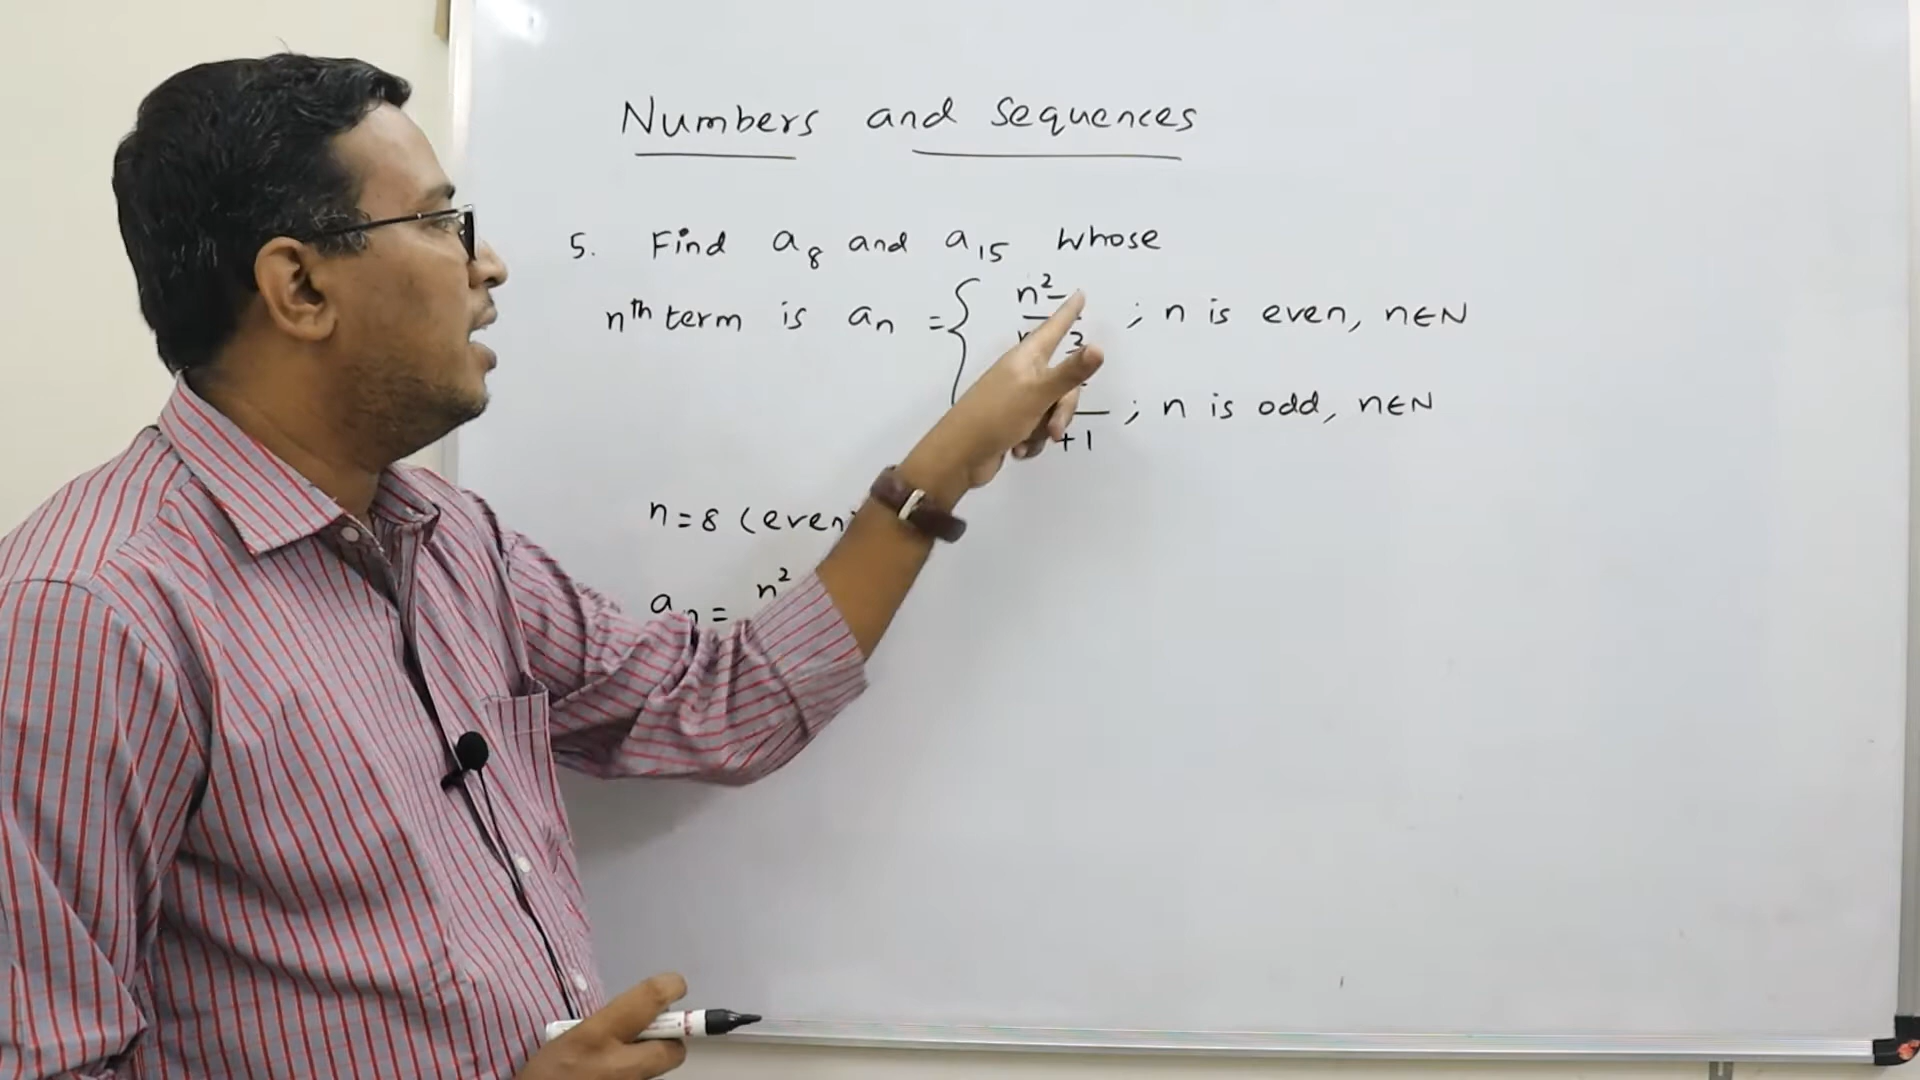 Numbers and Sequences
5. Find a₈ and a₁₅ whose
nth term is aₙ = { n²– / 3 ; n is even, n∈N
+1 ; n is odd, n∈N
n=8 (even
aₙ = n²